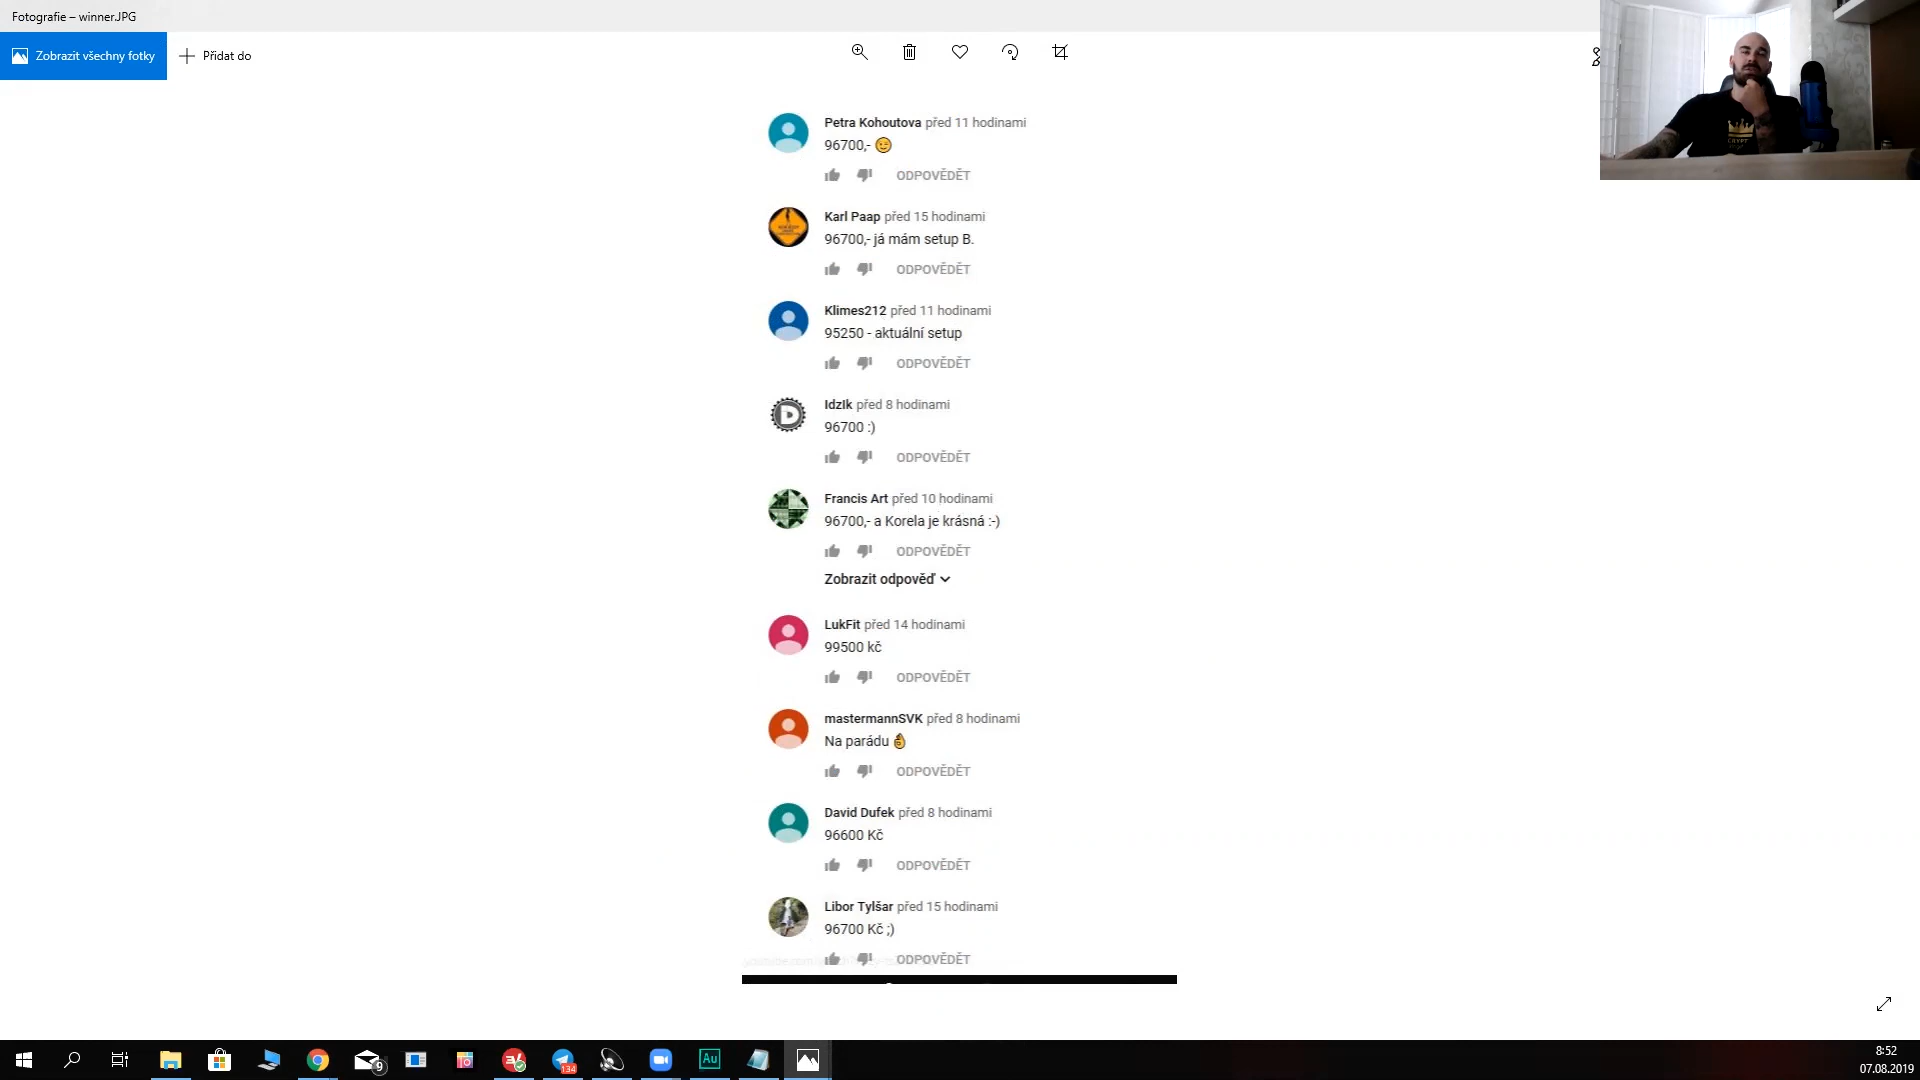 Fotografie – winner.JPG
Zobrazit všechny fotky
Přidat do
Petra Kohoutova před 11 hodinami
96700,- 😉
ODPOVĚDĚT
Karl Paap před 15 hodinami
96700,- já mám setup B.
ODPOVĚDĚT
Klimes212 před 11 hodinami
95250 - aktuální setup
ODPOVĚDĚT
IdzIk před 8 hodinami
96700 :)
ODPOVĚDĚT
Francis Art před 10 hodinami
96700,- a Korela je krásná :-)
ODPOVĚDĚT
Zobrazit odpověď
LukFit před 14 hodinami
99500 kč
ODPOVĚDĚT
mastermannSVK před 8 hodinami
Na parádu 👌
ODPOVĚDĚT
David Dufek před 8 hodinami
96600 Kč
ODPOVĚDĚT
Libor Tylšar před 15 hodinami
96700 Kč ;)
ODPOVĚDĚT
9
134
Au
8:52
07.08.2019